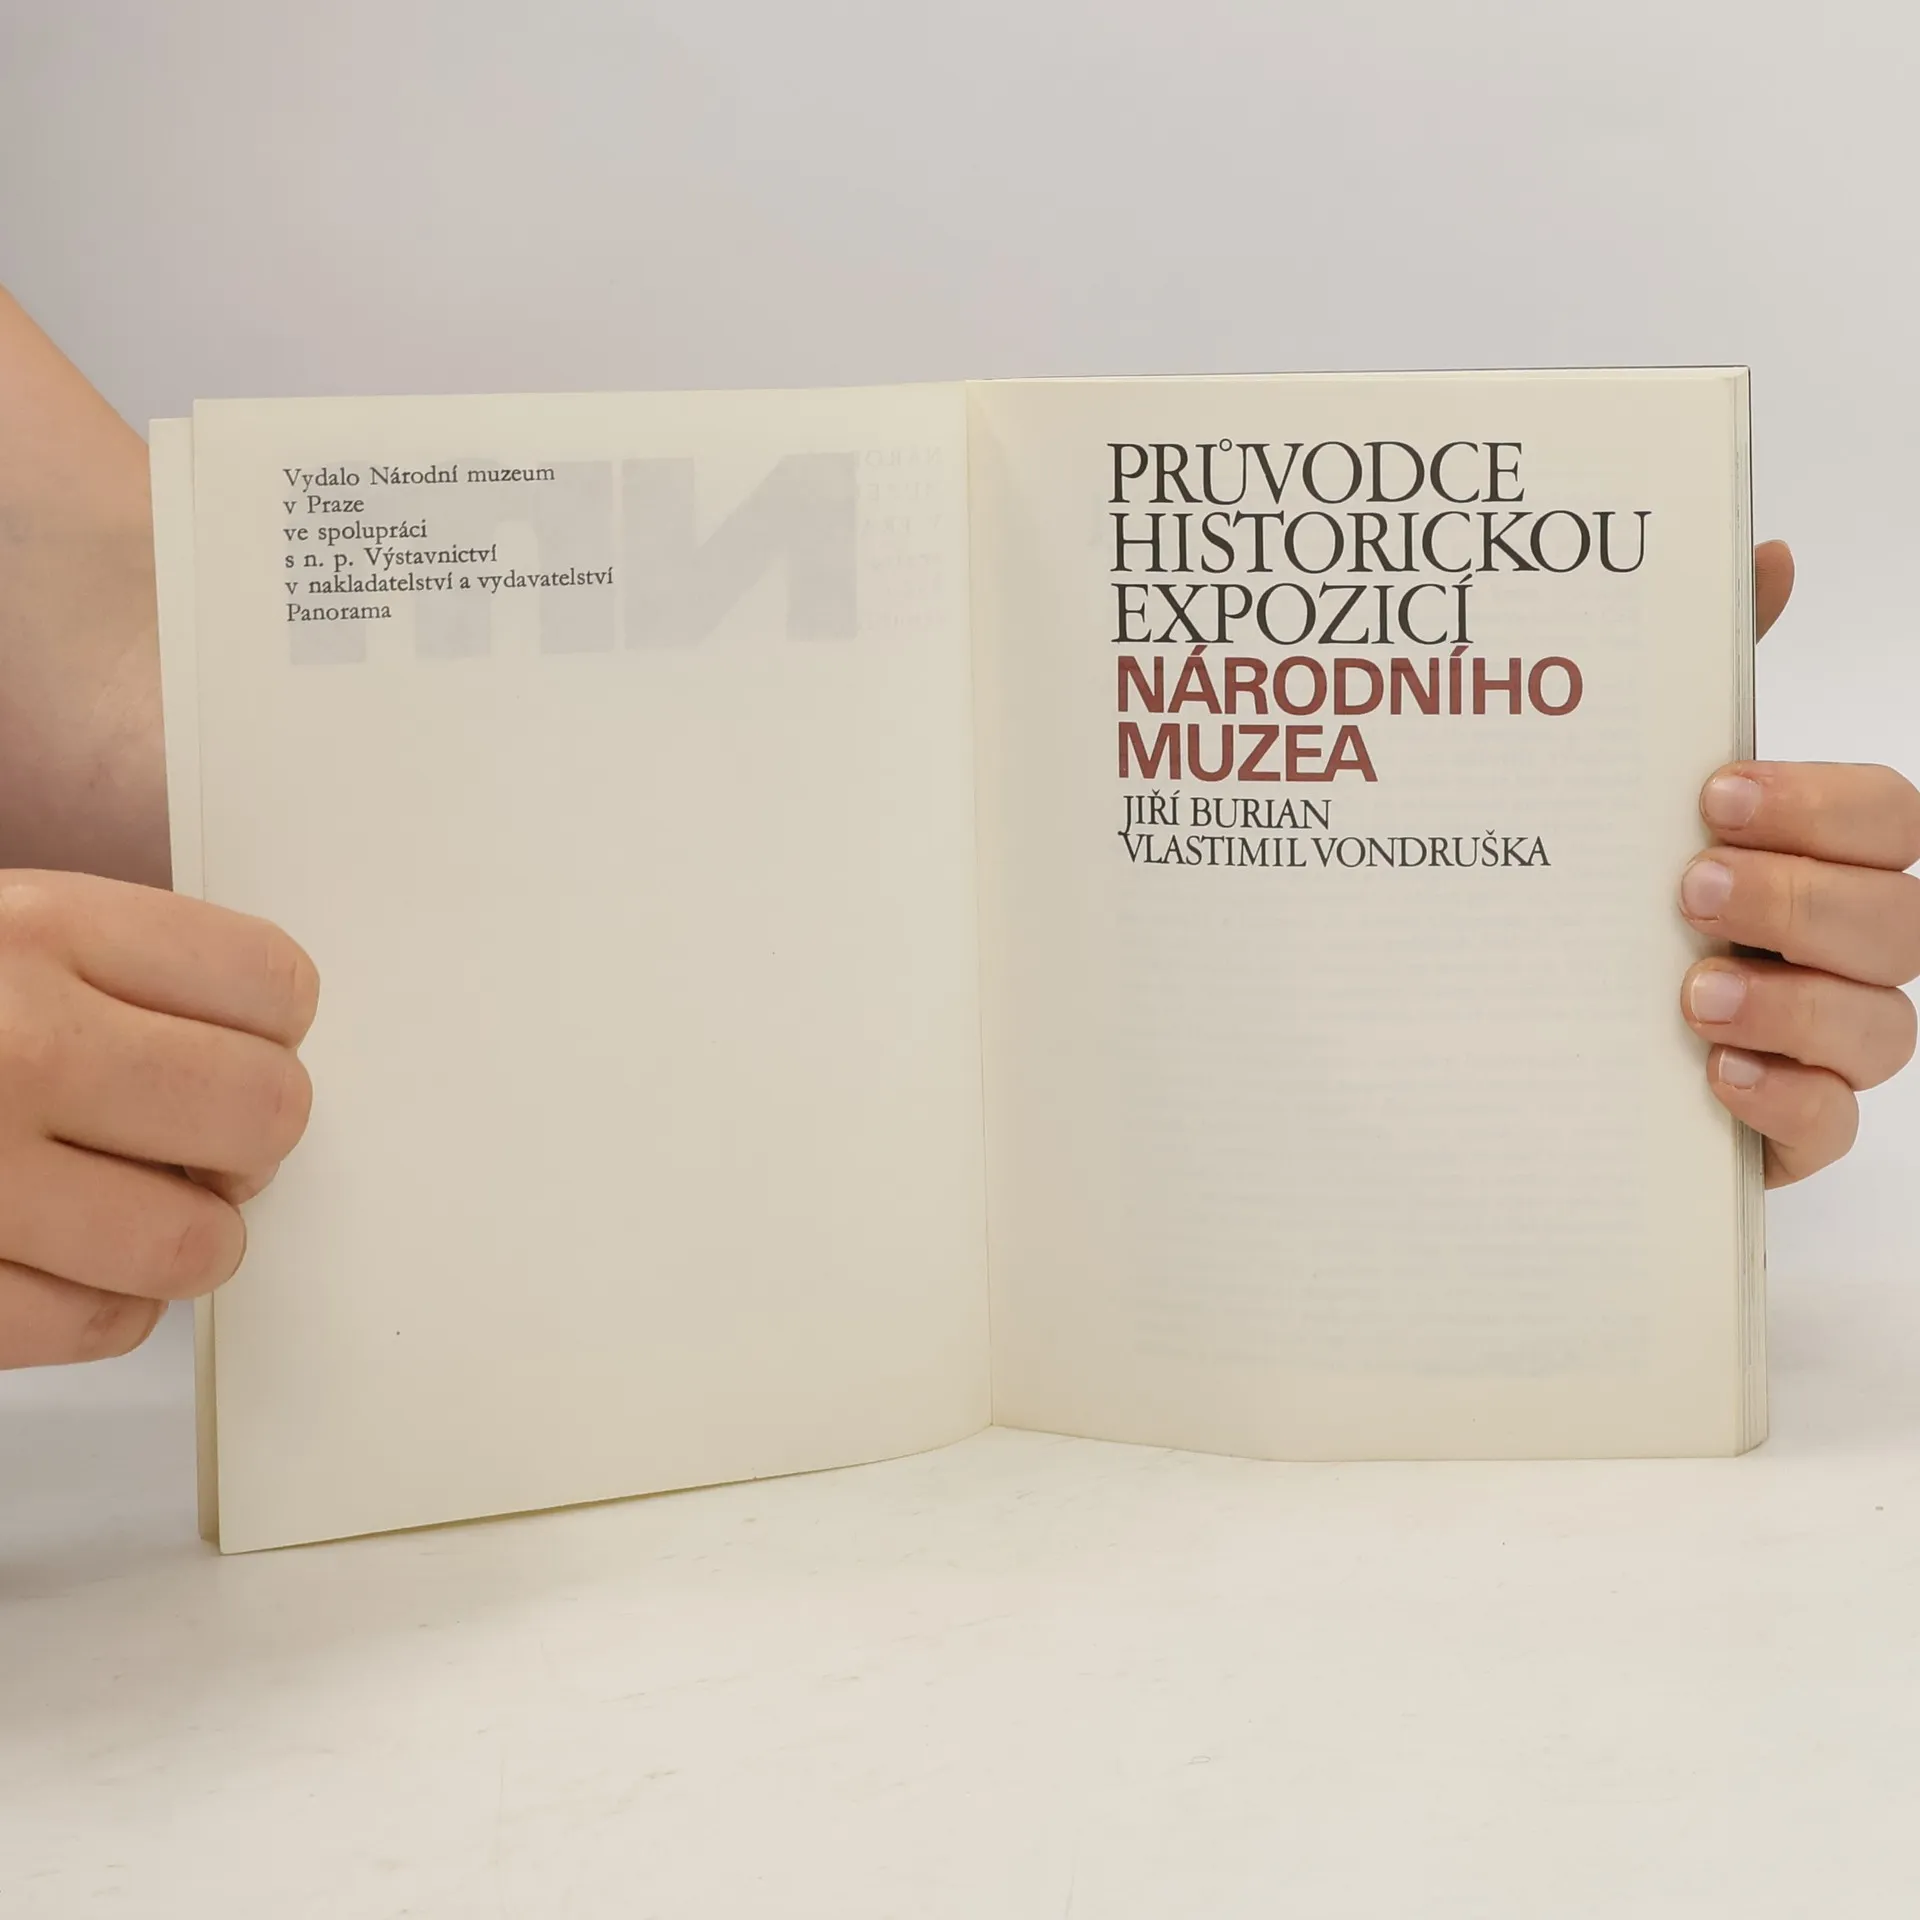 Vydalo Národní muzeum
v Praze
ve spolupráci
s n. p. Výstavnictví
v nakladatelství a vydavatelství
Panorama
PRŮVODCE
HISTORICKOU
EXPOZICÍ
NÁRODNÍHO
MUZEA
JIŘÍ BURIAN
VLASTIMIL VONDRUŠKA